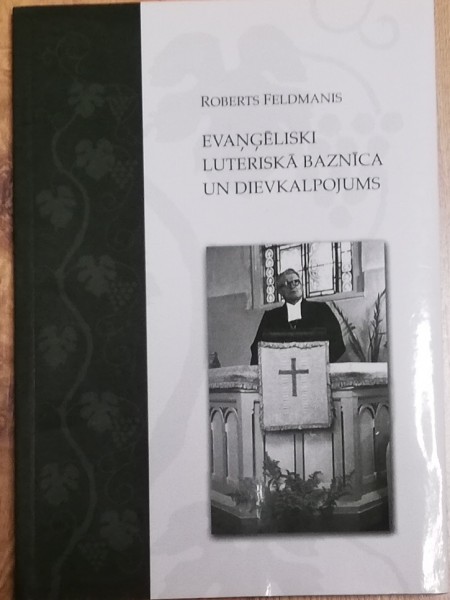 ROBERTS FELDMANIS
EVAŅĢĒLISKI
LUTERISKĀ BAZNĪCA
UN DIEVKALPOJUMS